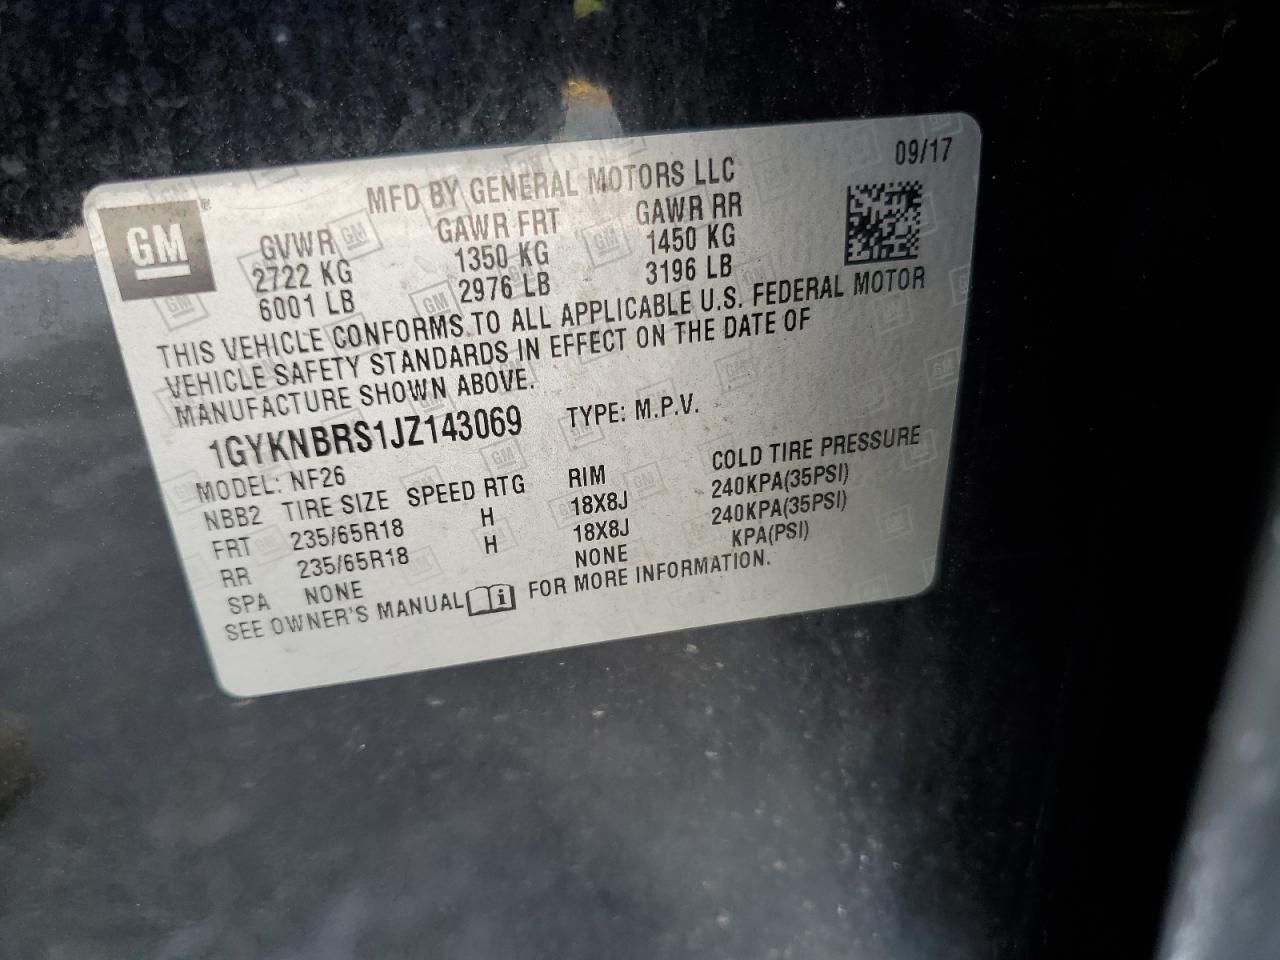 09/17
MFD BY GENERAL MOTORS LLC
GM®
GVWR GAWR FRT GAWR RR
2722 KG 1350 KG 1450 KG
6001 LB 2976 LB 3196 LB
THIS VEHICLE CONFORMS TO ALL APPLICABLE U.S. FEDERAL MOTOR
VEHICLE SAFETY STANDARDS IN EFFECT ON THE DATE OF
MANUFACTURE SHOWN ABOVE.
1GYKNBRS1JZ143069 TYPE: M.P.V.
MODEL: NF26
NBB2 TIRE SIZE SPEED RTG RIM COLD TIRE PRESSURE
FRT 235/65R18 H 18X8J 240KPA(35PSI)
RR 235/65R18 H 18X8J 240KPA(35PSI)
SPA NONE NONE KPA(PSI)
SEE OWNER'S MANUAL i FOR MORE INFORMATION.